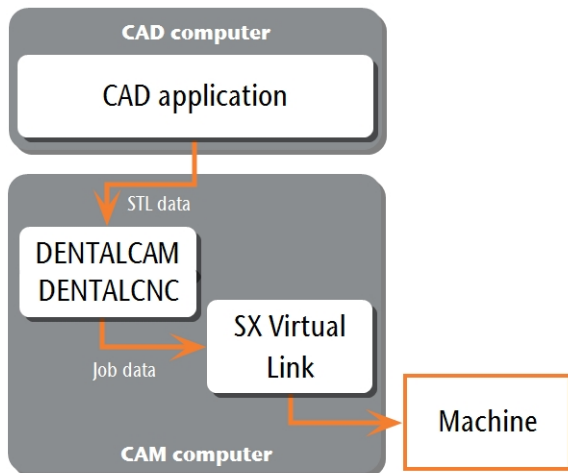 CAD computer
CAD application
STL data
DENTALCAM
DENTALCNC
SX Virtual
Link
Job data
Machine
CAM computer